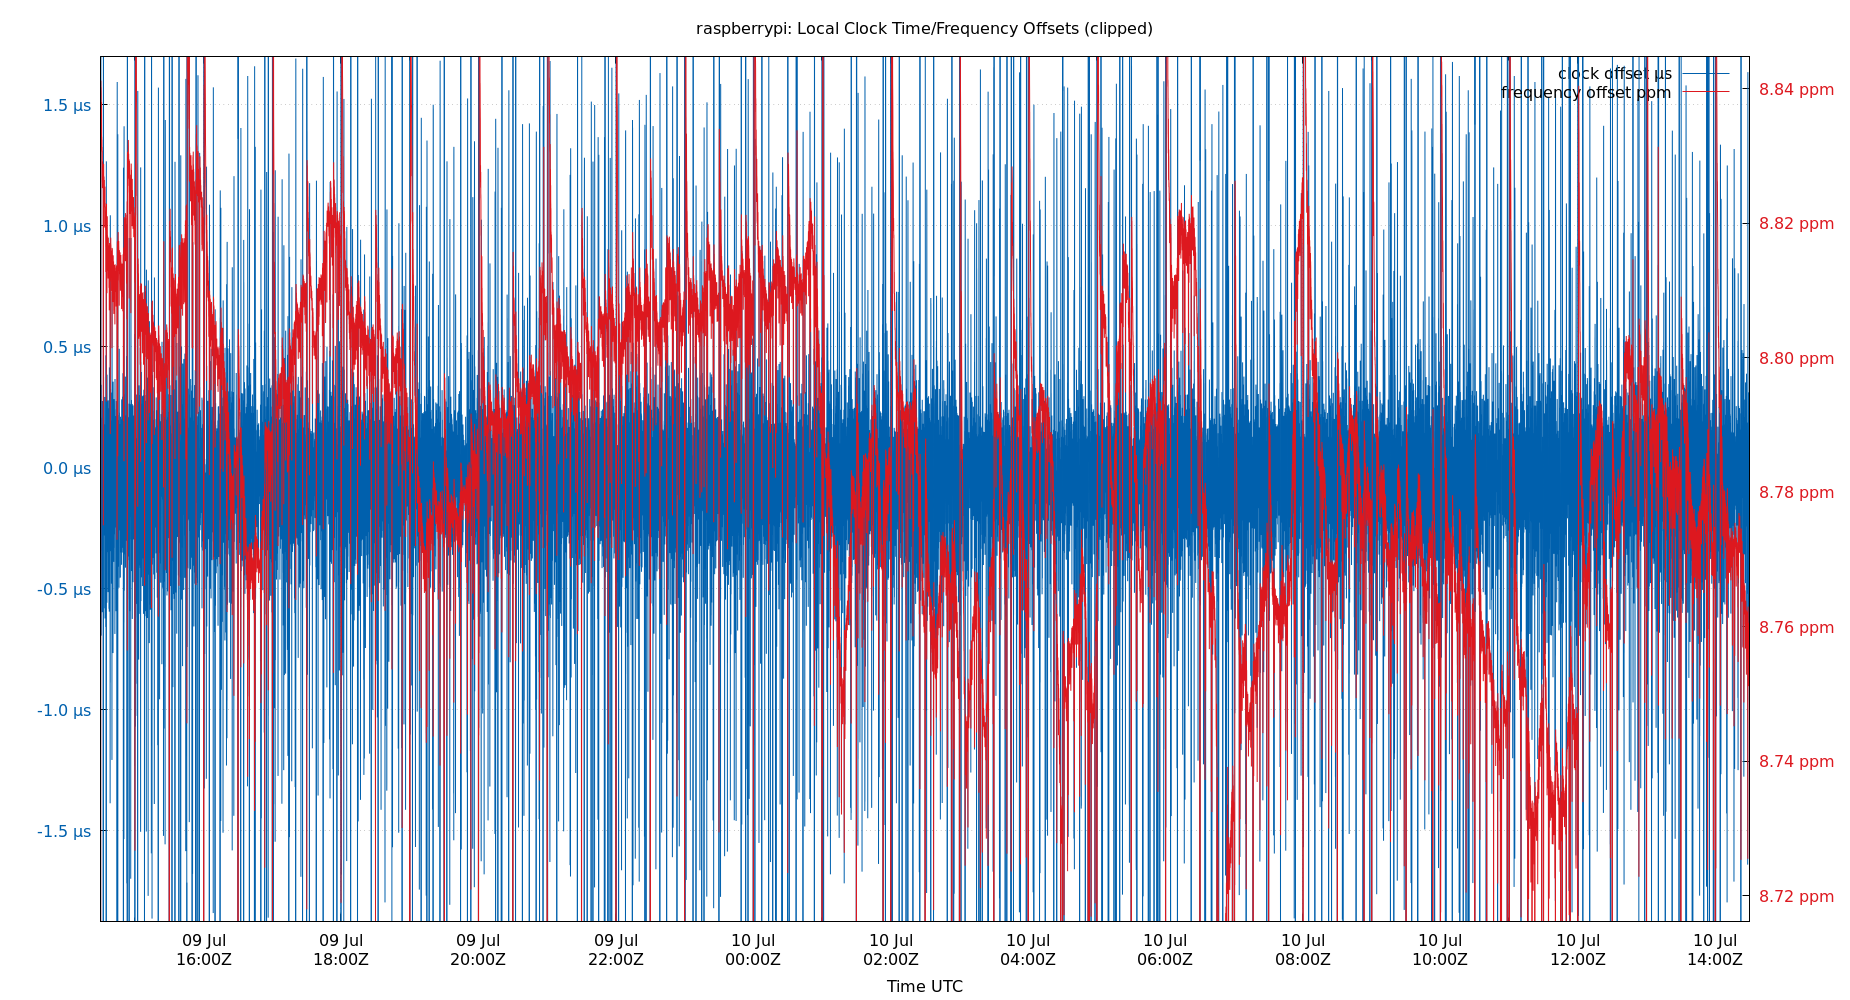 raspberrypi: Local Clock Time/Frequency Offsets (clipped)
clock offset µs
frequency offset ppm
1.5 µs
1.0 µs
0.5 µs
0.0 µs
-0.5 µs
-1.0 µs
-1.5 µs
8.84 ppm
8.82 ppm
8.80 ppm
8.78 ppm
8.76 ppm
8.74 ppm
8.72 ppm
09 Jul 09 Jul 09 Jul 09 Jul 10 Jul 10 Jul 10 Jul 10 Jul 10 Jul 10 Jul 10 Jul 10 Jul
16:00Z 18:00Z 20:00Z 22:00Z 00:00Z 02:00Z 04:00Z 06:00Z 08:00Z 10:00Z 12:00Z 14:00Z
Time UTC